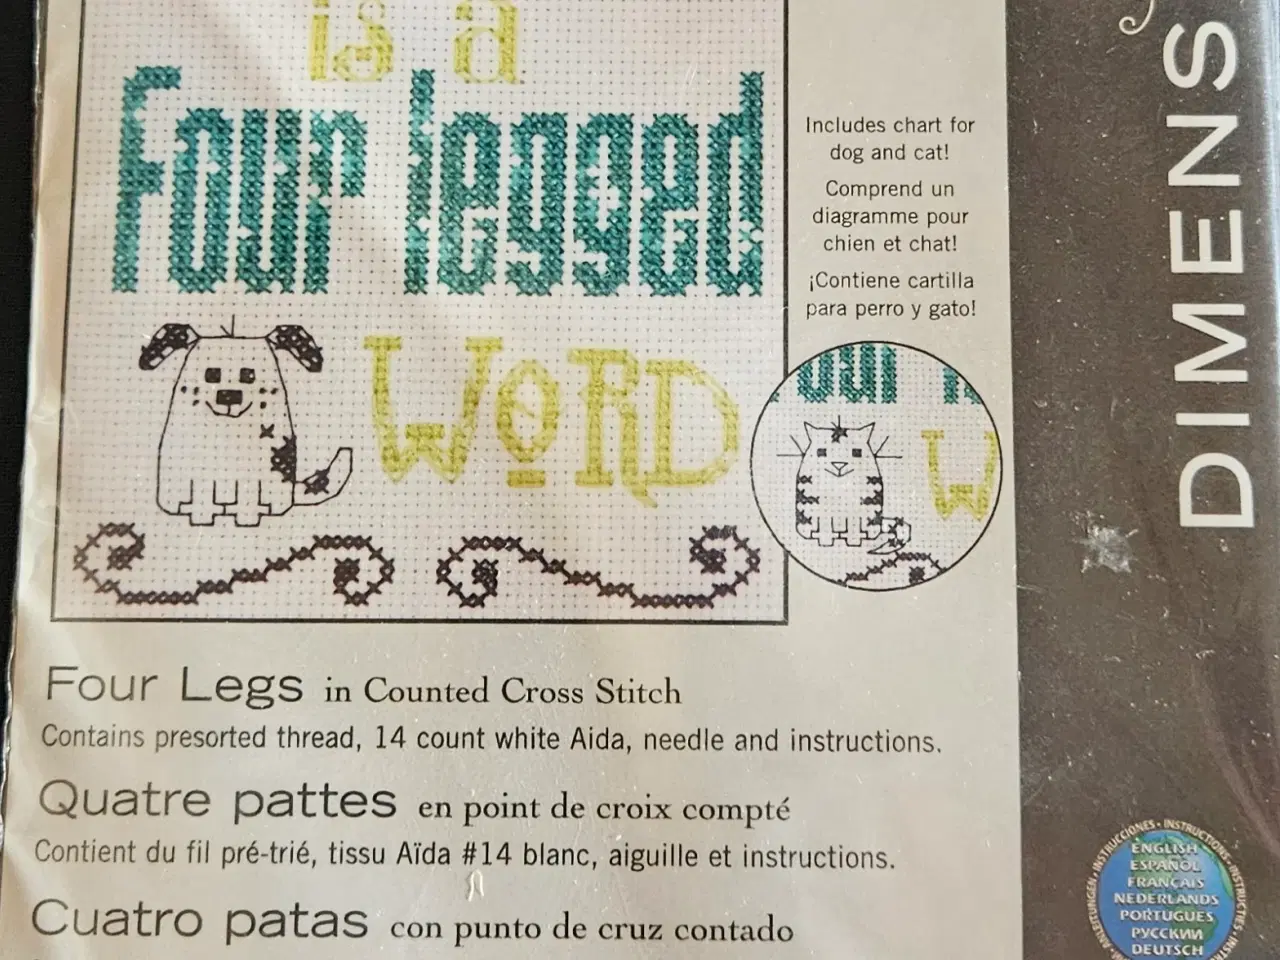 is a
Four legged
WORD
Includes chart for
dog and cat!
Comprend un
diagramme pour
chien et chat!
¡Contiene cartilla
para perro y gato!
W
Four Legs in Counted Cross Stitch
Contains presorted thread, 14 count white Aida, needle and instructions.
Quatre pattes en point de croix compté
Contient du fil pré-trié, tissu Aïda #14 blanc, aiguille et instructions.
Cuatro patas con punto de cruz contado
DIMENS
INSTRUCCIONES • INSTRUCTIONS
ENGLISH
ESPAÑOL
FRANÇAIS
NEDERLANDS
PORTUGUES
РУССКИИ
DEUTSCH